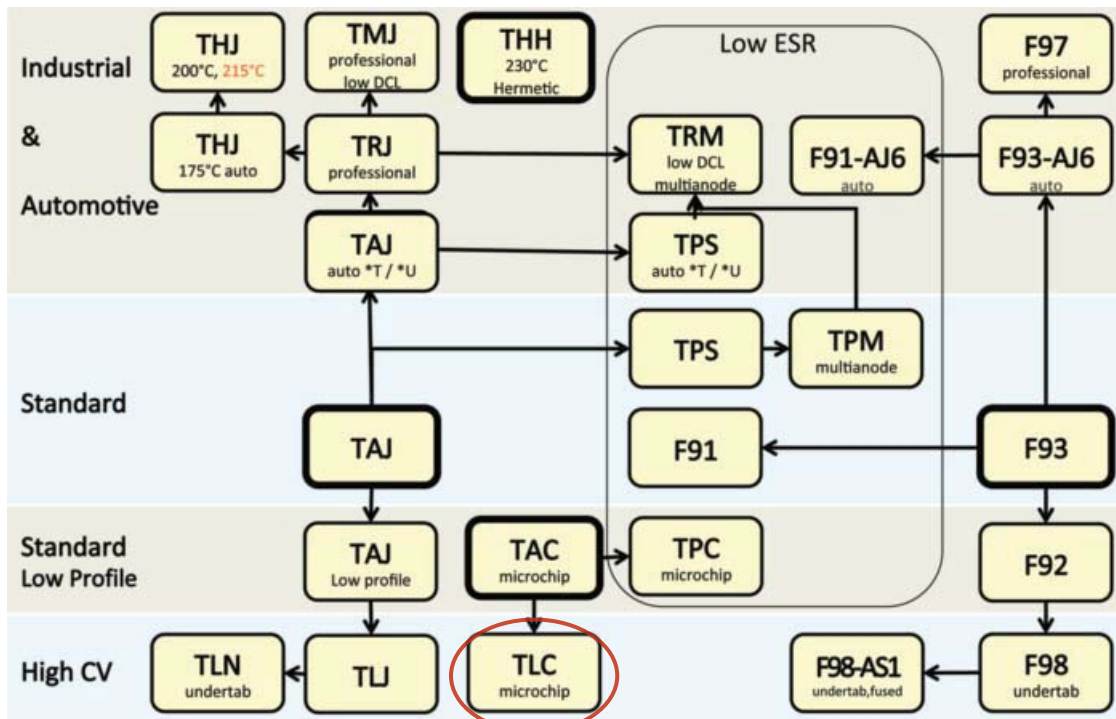 Industrial
&
Automotive
THJ
200°C, 215°C
TMJ
professional
low DCL
THH
230°C
Hermetic
Low ESR
F97
professional
THJ
175°C auto
TRJ
professional
TRM
low DCL
multianode
F91-AJ6
auto
F93-AJ6
auto
TAJ
auto *T / *U
TPS
auto *T / *U
Standard
TPS
TPM
multianode
TAJ
F91
F93
Standard
Low Profile
TAJ
Low profile
TAC
microchip
TPC
microchip
F92
High CV
TLN
undertab
TLJ
TLC
microchip
F98-AS1
undertab,fused
F98
undertab